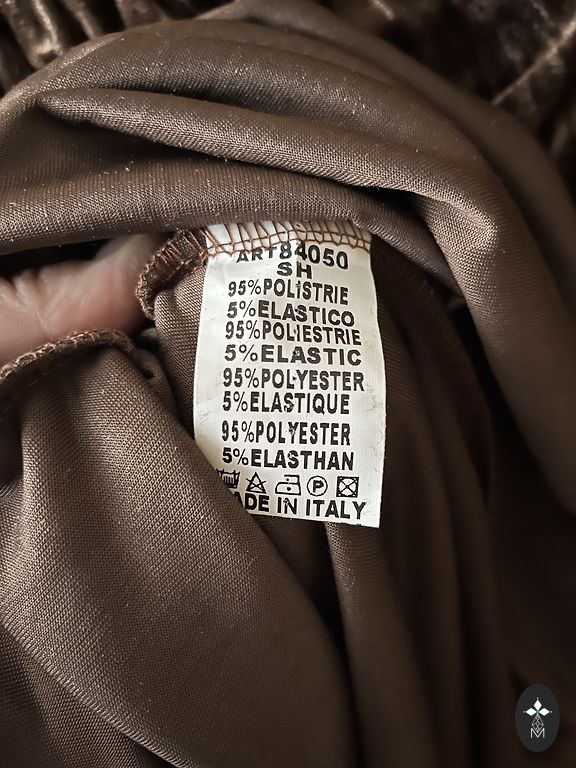 ART84050
SH
95%POLISTRIE
5%ELASTICO
95%POLIESTRIE
5%ELASTIC
95%POLYESTER
5%ELASTIQUE
95%POLYESTER
5%ELASTHAN
P
MADE IN ITALY
M